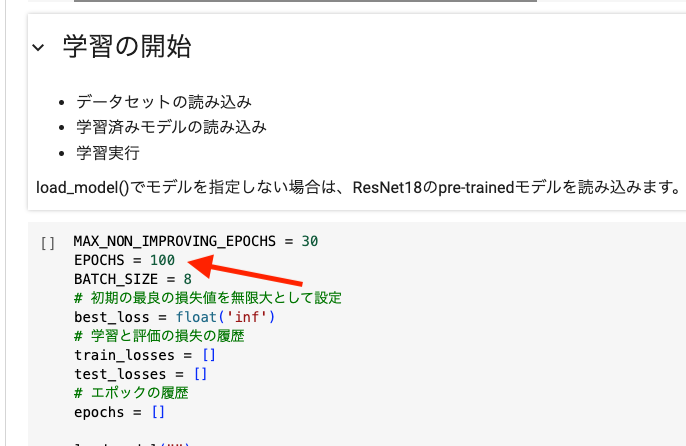 学習の開始
データセットの読み込み
学習済みモデルの読み込み
学習実行
load_model()でモデルを指定しない場合は、ResNet18のpre-trainedモデルを読み込みます。
[ ] MAX_NON_IMPROVING_EPOCHS = 30
EPOCHS = 100
BATCH_SIZE = 8
# 初期の最良の損失値を無限大として設定
best_loss = float('inf')
# 学習と評価の損失の履歴
train_losses = []
test_losses = []
# エポックの履歴
epochs = []